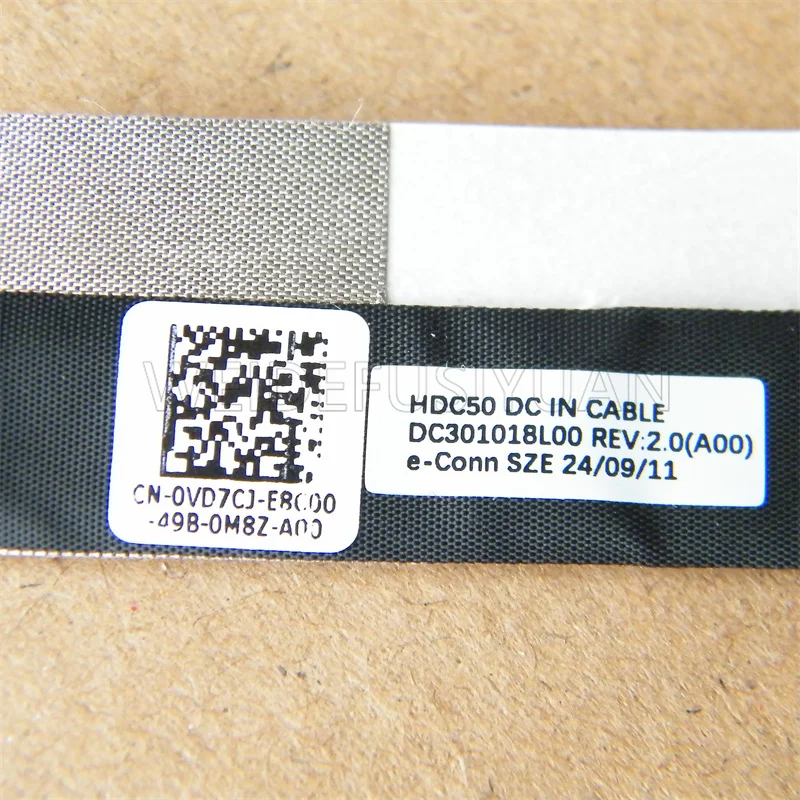 WEIDEFUSIYUAN
CN-0VD7CJ-E8C00
-49B-0M8Z-A00
HDC50 DC IN CABLE
DC301018L00 REV:2.0(A00)
e-Conn SZE 24/09/11